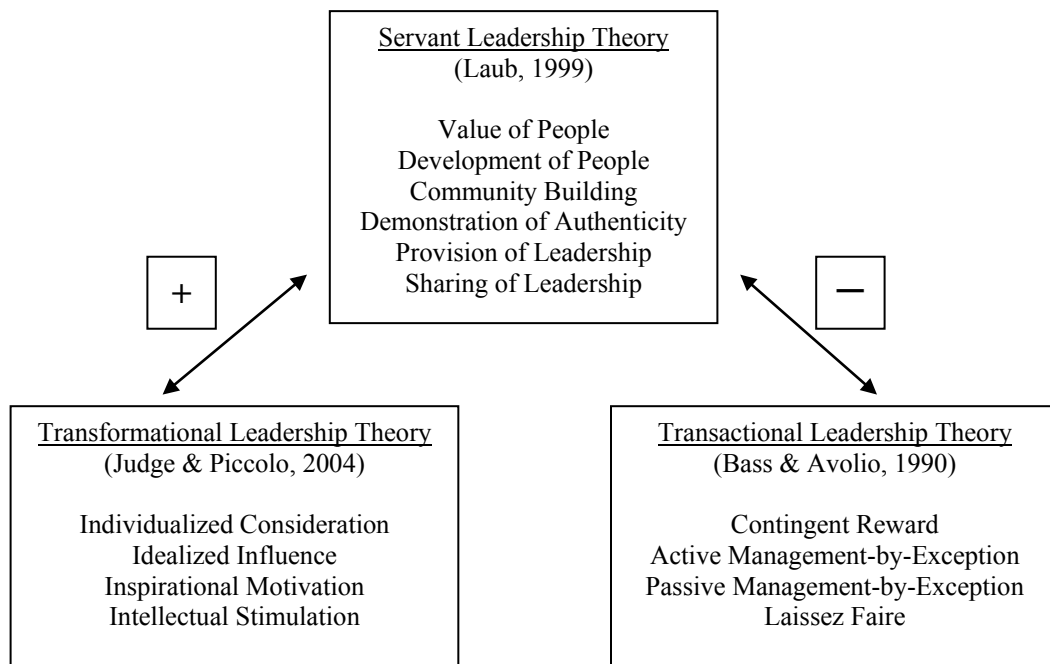 Servant Leadership Theory
(Laub, 1999)
Value of People
Development of People
Community Building
Demonstration of Authenticity
Provision of Leadership
Sharing of Leadership
+
−
Transformational Leadership Theory
(Judge & Piccolo, 2004)
Individualized Consideration
Idealized Influence
Inspirational Motivation
Intellectual Stimulation
Transactional Leadership Theory
(Bass & Avolio, 1990)
Contingent Reward
Active Management-by-Exception
Passive Management-by-Exception
Laissez Faire